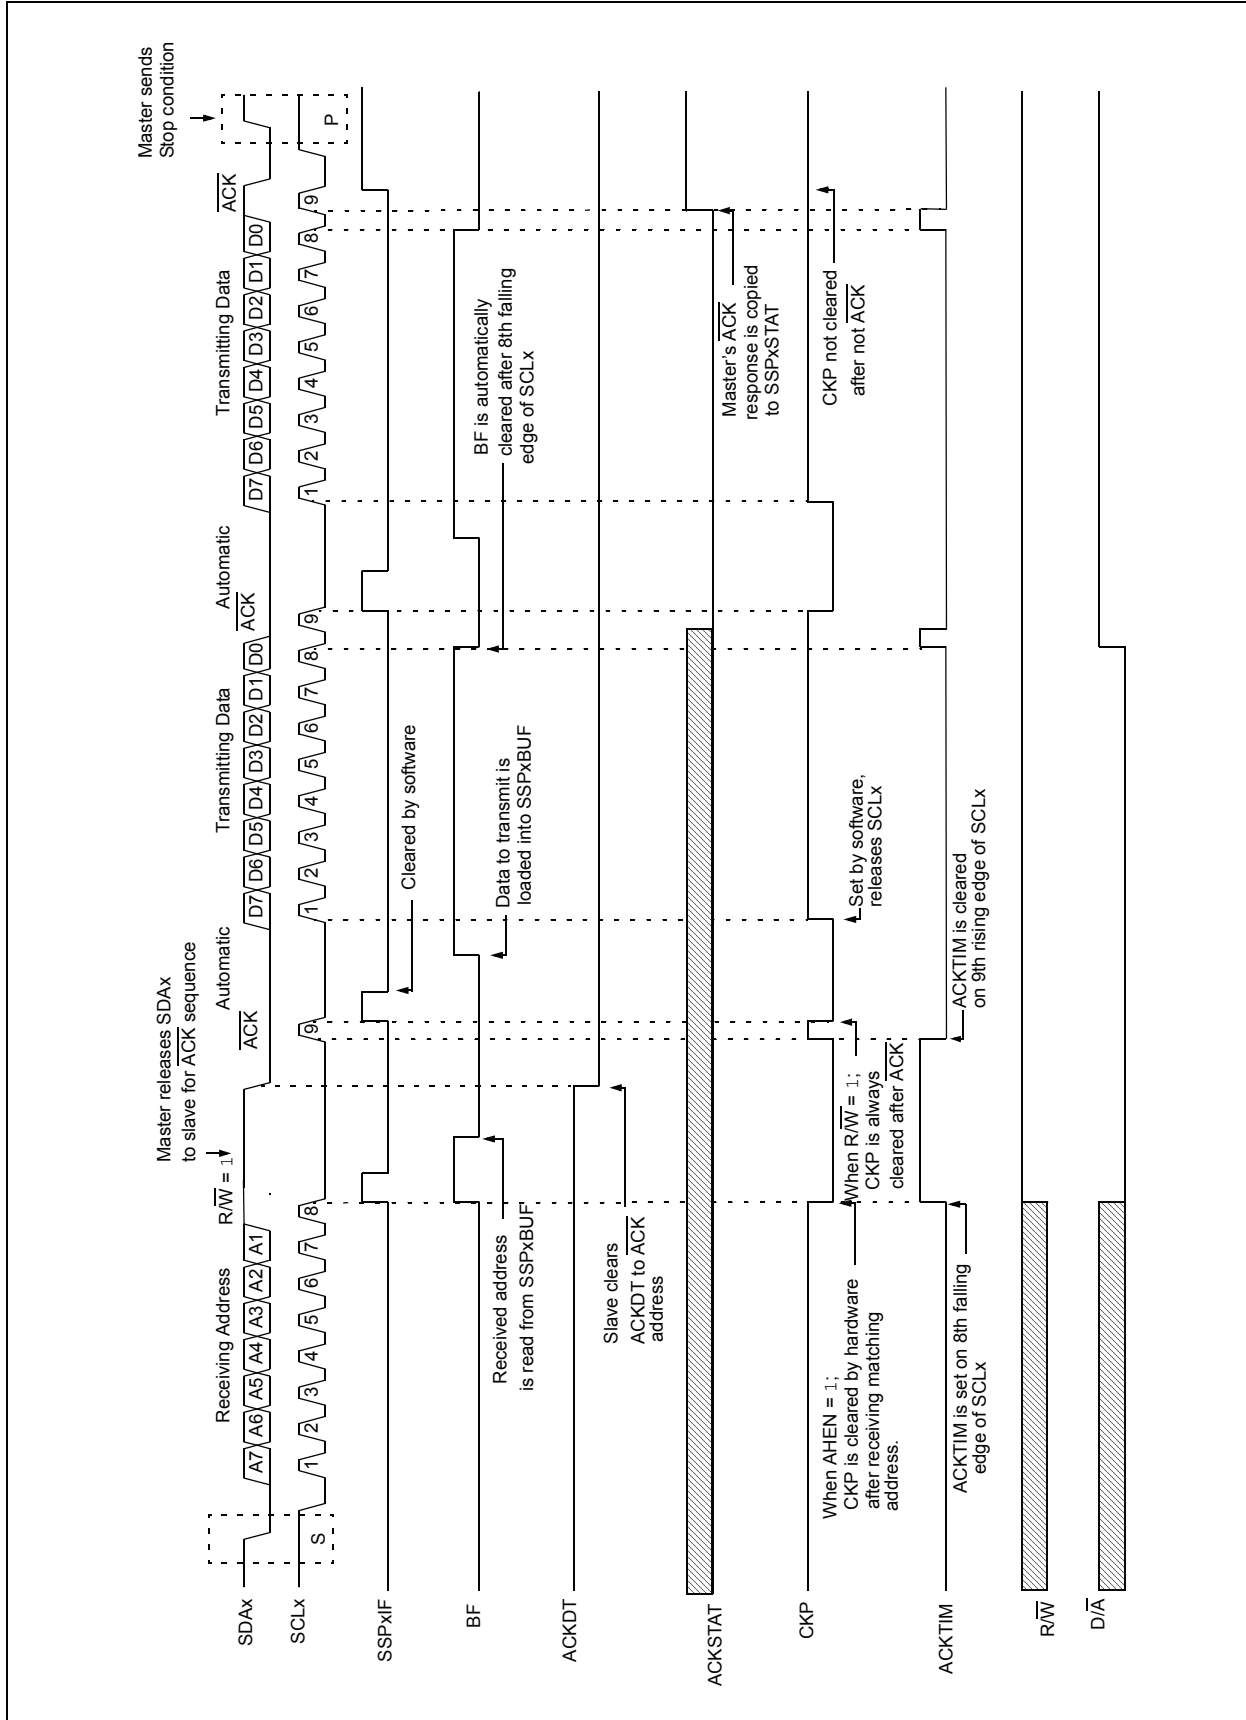 Master sends
Stop condition
Master releases SDAx
to slave for ACK sequence
Receiving Address
R/W = 1
Automatic
ACK
Transmitting Data
Automatic
ACK
Transmitting Data
ACK
SDAx
A7 A6 A5 A4 A3 A2 A1
D7 D6 D5 D4 D3 D2 D1 D0
D7 D6 D5 D4 D3 D2 D1 D0
SCLx
S
1 2 3 4 5 6 7 8 9
1 2 3 4 5 6 7 8 9
1 2 3 4 5 6 7 8 9
P
SSPxIF
Cleared by software
BF
Received address
is read from SSPxBUF
Data to transmit is
loaded into SSPxBUF
BF is automatically
cleared after 8th falling
edge of SCLx
ACKDT
Slave clears
ACKDT to ACK
address
ACKSTAT
Master's ACK
response is copied
to SSPxSTAT
CKP
When AHEN = 1;
CKP is cleared by hardware
after receiving matching
address.
When R/W = 1;
CKP is always
cleared after ACK
Set by software,
releases SCLx
CKP not cleared
after not ACK
ACKTIM
ACKTIM is set on 8th falling
edge of SCLx
ACKTIM is cleared
on 9th rising edge of SCLx
R/W
D/A